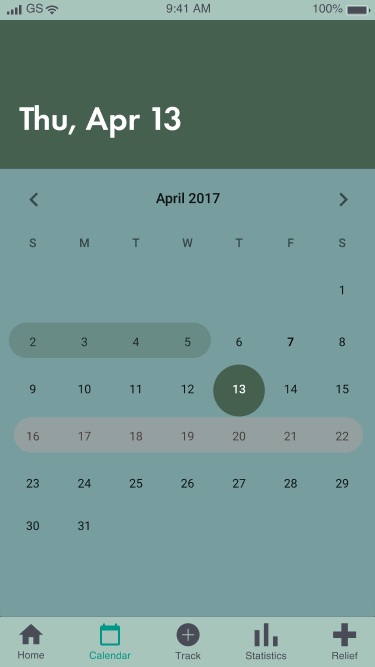 GS 9:41 AM 100%
Thu, Apr 13
April 2017
S M T W T F S
1
2 3 4 5 6 7 8
9 10 11 12 13 14 15
16 17 18 19 20 21 22
23 24 25 26 27 28 29
30 31
Home Calendar Track Statistics Relief